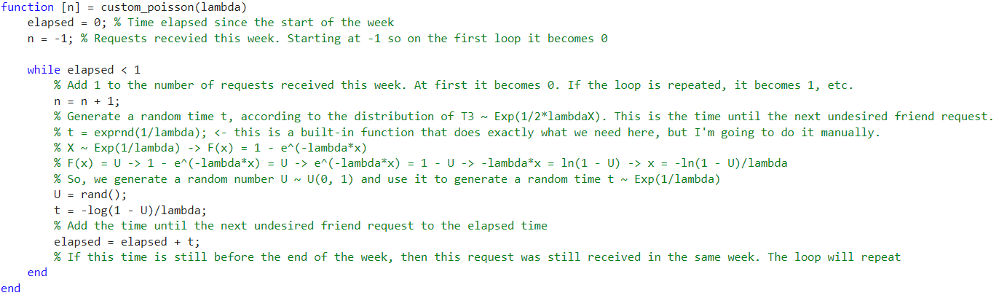 function [n] = custom_poisson(lambda)
    elapsed = 0; % Time elapsed since the start of the week
    n = -1; % Requests recevied this week. Starting at -1 so on the first loop it becomes 0

    while elapsed < 1
        % Add 1 to the number of requests received this week. At first it becomes 0. If the loop is repeated, it becomes 1, etc.
        n = n + 1;
        % Generate a random time t, according to the distribution of T3 ~ Exp(1/2*lambdaX). This is the time until the next undesired friend request.
        % t = exprnd(1/lambda); <- this is a built-in function that does exactly what we need here, but I'm going to do it manually.
        % X ~ Exp(1/lambda) -> F(x) = 1 - e^(-lambda*x)
        % F(x) = U -> 1 - e^(-lambda*x) = U -> e^(-lambda*x) = 1 - U -> -lambda*x = ln(1 - U) -> x = -ln(1 - U)/lambda
        % So, we generate a random number U ~ U(0, 1) and use it to generate a random time t ~ Exp(1/lambda)
        U = rand();
        t = -log(1 - U)/lambda;
        % Add the time until the next undesired friend request to the elapsed time
        elapsed = elapsed + t;
        % If this time is still before the end of the week, then this request was still received in the same week. The loop will repeat
    end
end